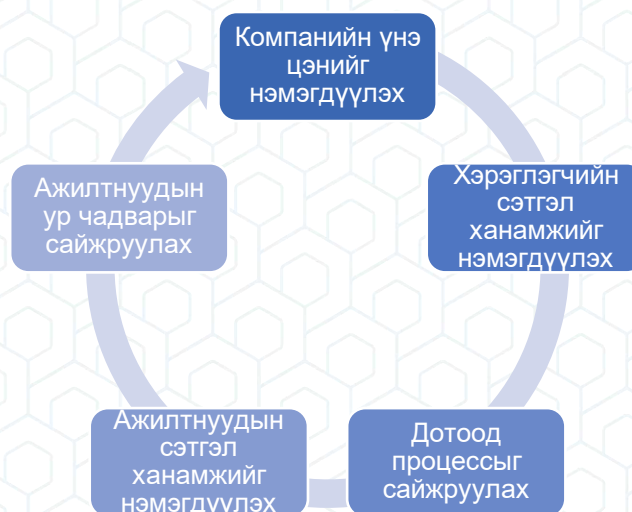 Компанийн үнэ
цэнийг
нэмэгдүүлэх
Хэрэглэгчийн
сэтгэл
ханамжийг
нэмэгдүүлэх
Дотоод
процессыг
сайжруулах
Ажилтнуудын
сэтгэл
ханамжийг
нэмэгдүүлэх
Ажилтнуудын
ур чадварыг
сайжруулах